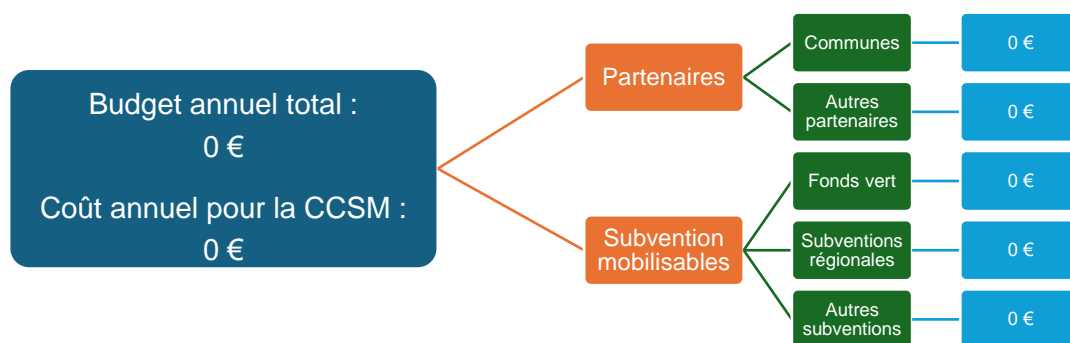 Budget annuel total :
0 €
Coût annuel pour la CCSM :
0 €
Partenaires
Communes
0 €
Autres
partenaires
0 €
Subvention
mobilisables
Fonds vert
0 €
Subventions
régionales
0 €
Autres
subventions
0 €